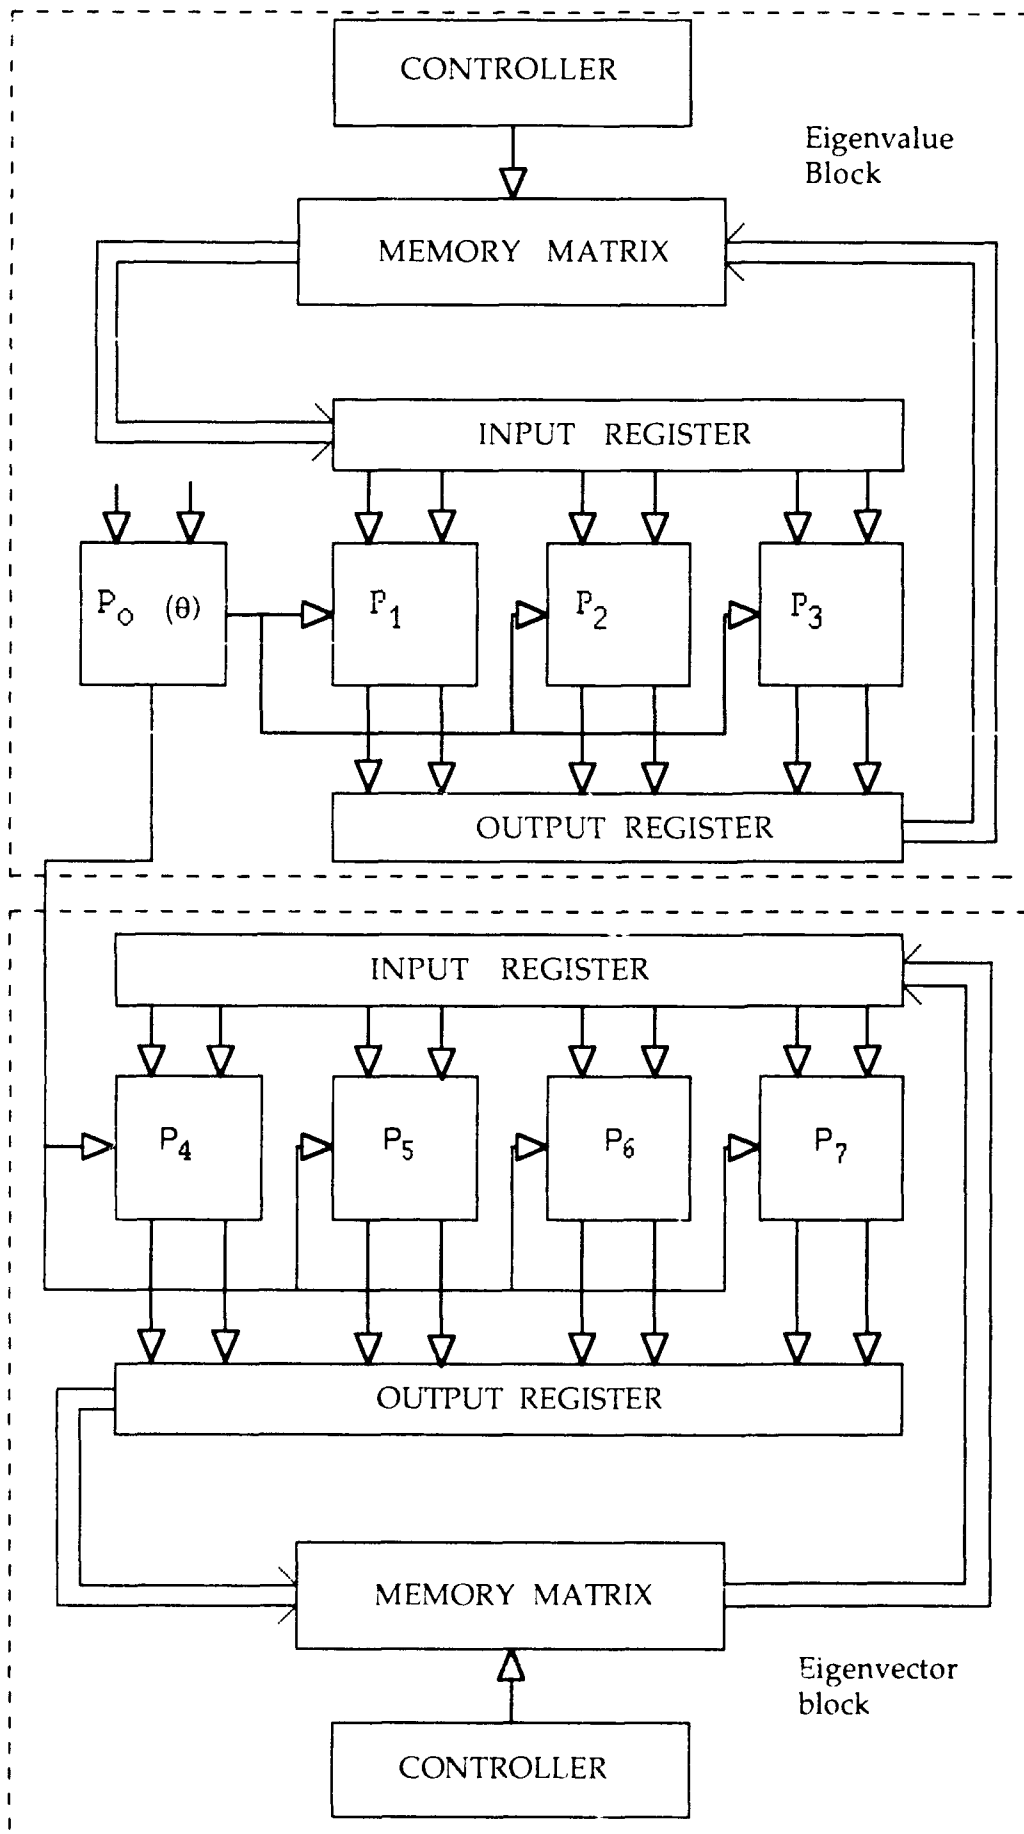 CONTROLLER
Eigenvalue
Block
MEMORY MATRIX
INPUT REGISTER
P₀ (θ)
P₁
P₂
P₃
OUTPUT REGISTER
INPUT REGISTER
P₄
P₅
P₆
P₇
OUTPUT REGISTER
MEMORY MATRIX
Eigenvector
block
CONTROLLER